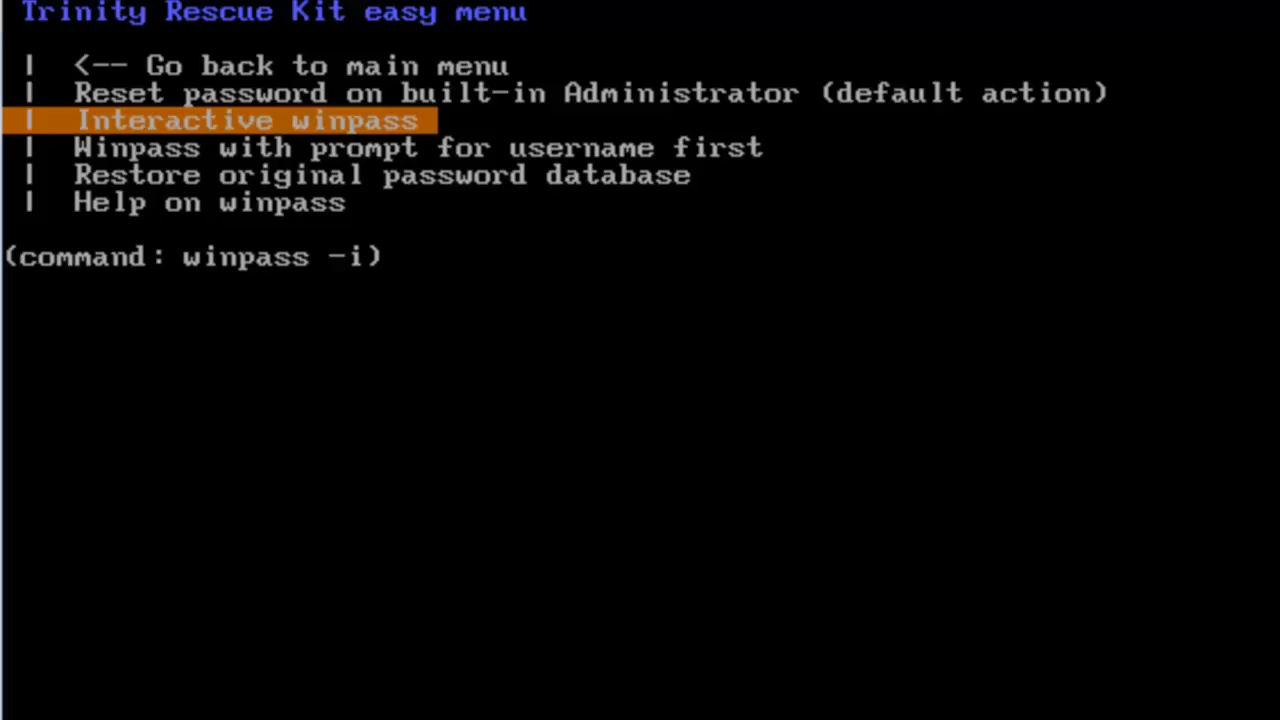 Trinity Rescue Kit easy menu
| <-- Go back to main menu
| Reset password on built-in Administrator (default action)
| Interactive winpass
| Winpass with prompt for username first
| Restore original password database
| Help on winpass
(command: winpass -i)